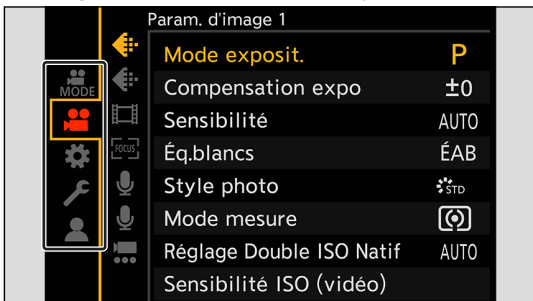 Param. d'image 1
MODE
FOCUS
Mode exposit. P
Compensation expo ±0
Sensibilité AUTO
Éq.blancs ÉAB
Style photo STD
Mode mesure
Réglage Double ISO Natif AUTO
Sensibilité ISO (vidéo)